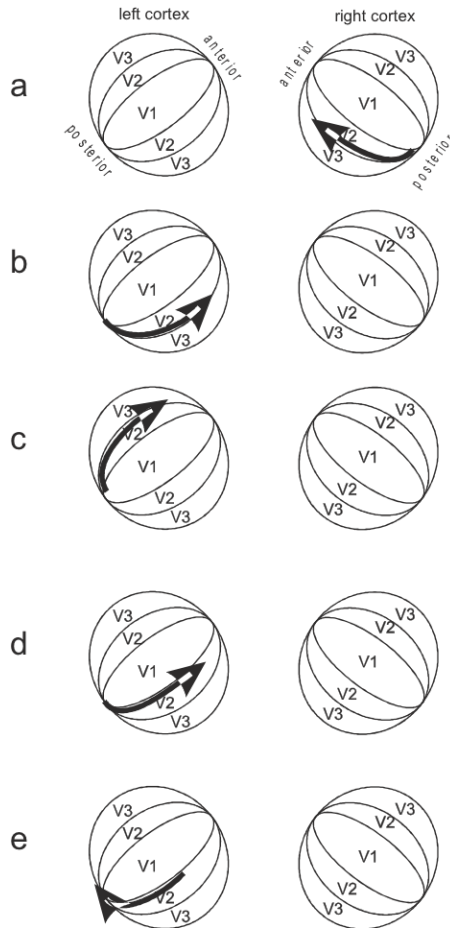 left cortex right cortex
a
V3 V2 V1 V2 V3 anterior posterior
V3 V2 V1 V2 V3 anterior posterior
b
V3 V2 V1 V2 V3
V3 V2 V1 V2 V3
c
V3 V2 V1 V2 V3
V3 V2 V1 V2 V3
d
V3 V2 V1 V2 V3
V3 V2 V1 V2 V3
e
V3 V2 V1 V2 V3
V3 V2 V1 V2 V3